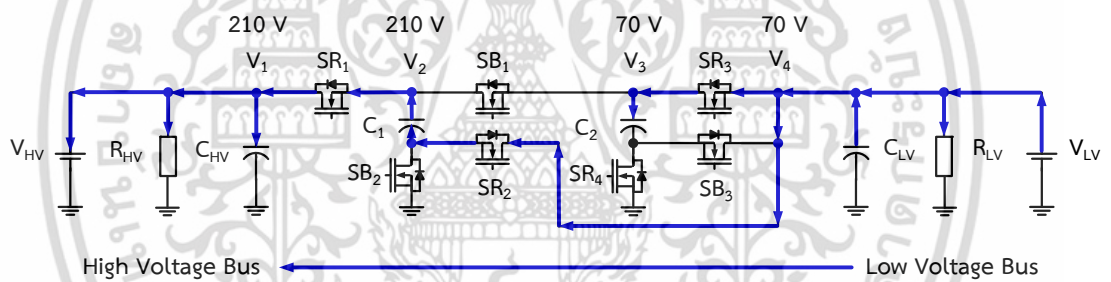 210 V 210 V 70 V 70 V
V1 SR1 V2 SB1 V3 SR3 V4
C1 C2
VHV RHV CHV SB2 SR2 SR4 SB3 CLV RLV VLV
High Voltage Bus Low Voltage Bus